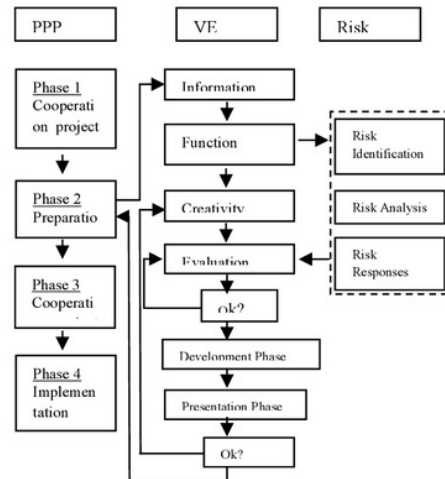 PPP
VE
Risk
Phase 1
Cooperati
on project
Phase 2
Preparatio
Phase 3
Cooperati
Phase 4
Implemen
tation
Information
Function
Creativity
Evaluation
ok?
Development Phase
Presentation Phase
Ok?
Risk
Identification
Risk Analysis
Risk
Responses